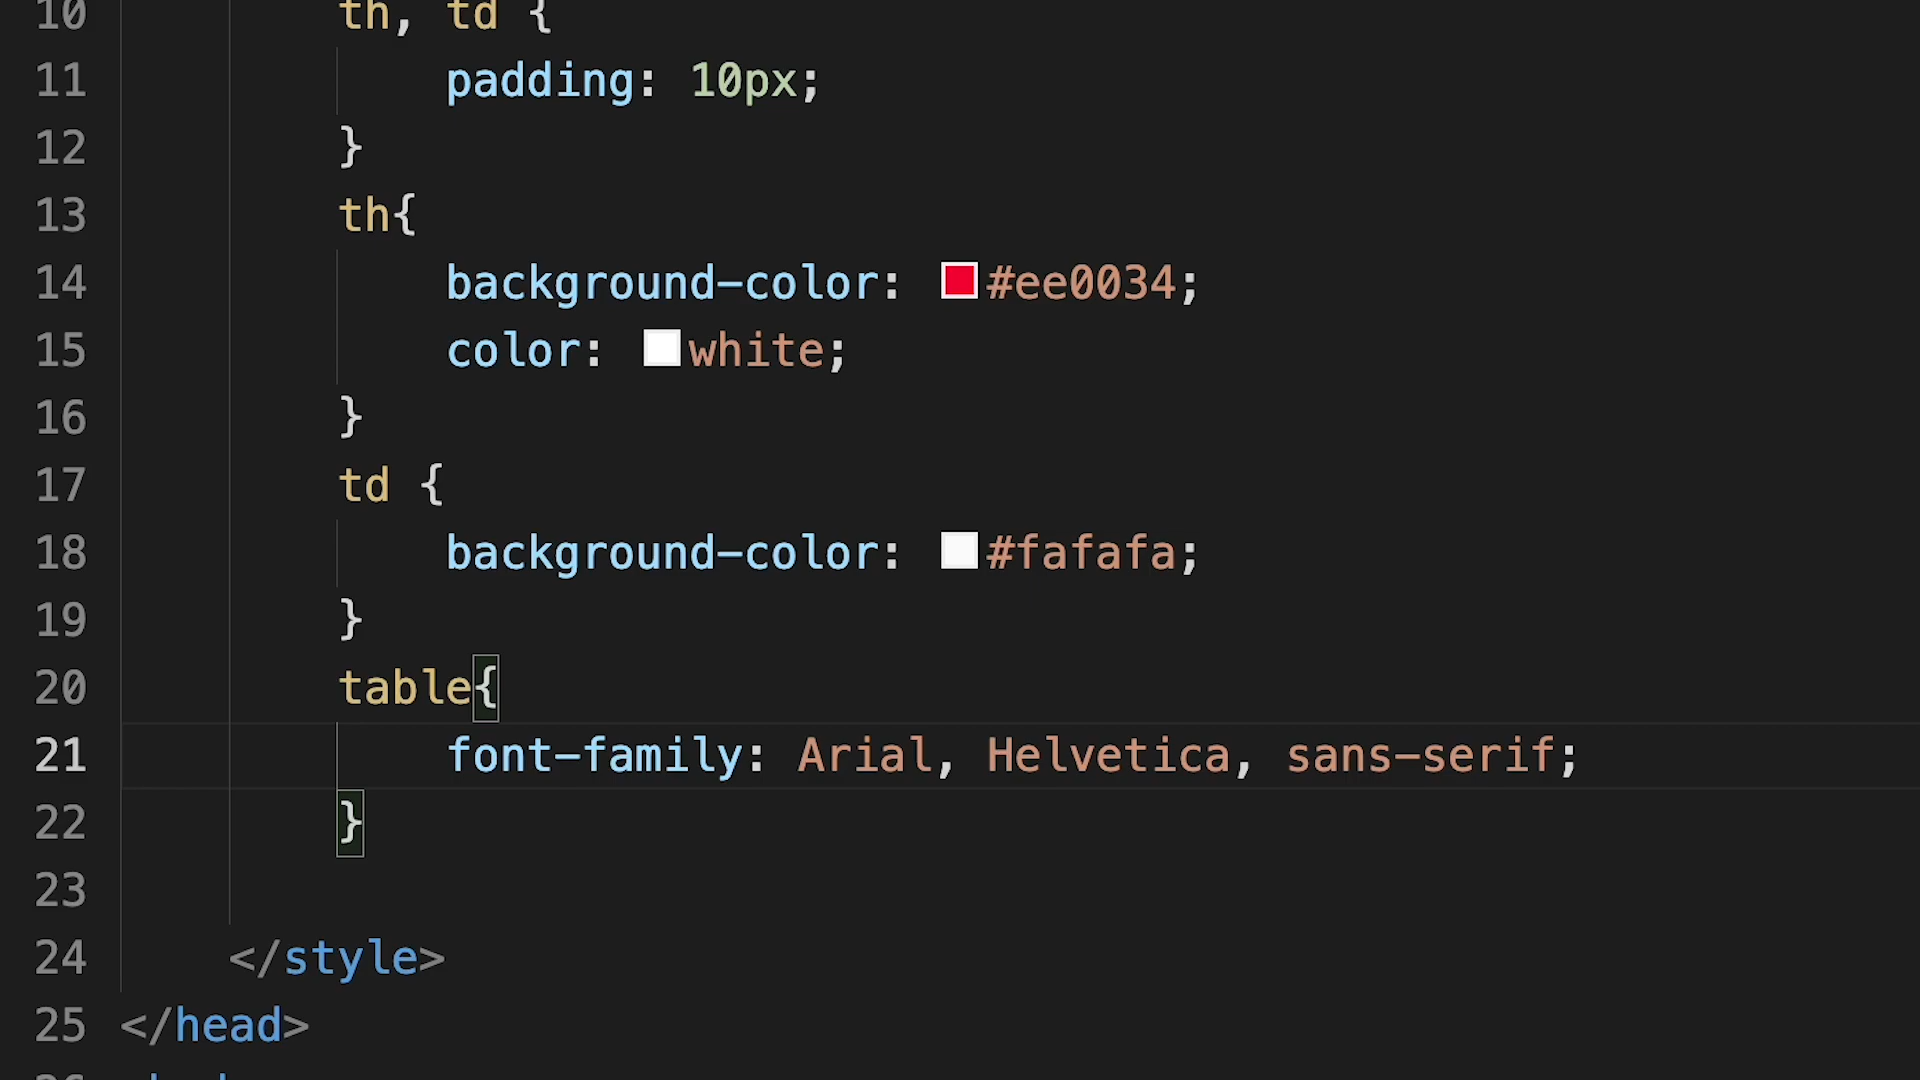 10 th, td {
11 padding: 10px;
12 }
13 th{
14 background-color: #ee0034;
15 color: white;
16 }
17 td {
18 background-color: #fafafa;
19 }
20 table{
21 font-family: Arial, Helvetica, sans-serif;
22 }
23
24 </style>
25 </head>